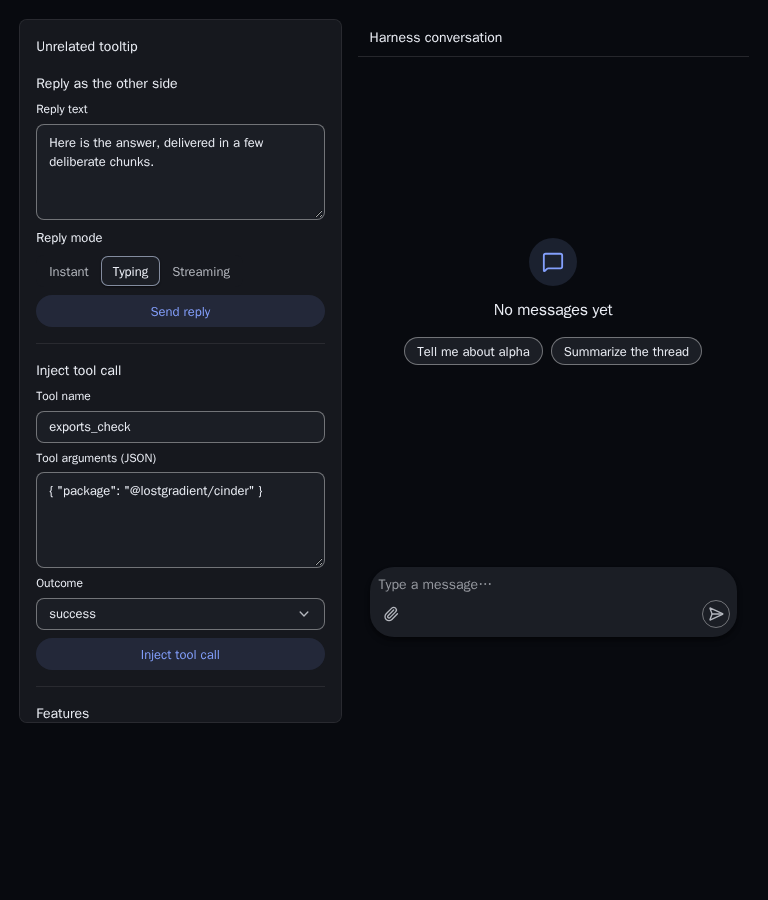 Unrelated tooltip
Reply as the other side
Reply text
Here is the answer, delivered in a few
deliberate chunks.
Reply mode
Instant
Typing
Streaming
Send reply
Inject tool call
Tool name
exports_check
Tool arguments (JSON)
{ "package": "@lostgradient/cinder" }
Outcome
success
Inject tool call
Features
Harness conversation
No messages yet
Tell me about alpha
Summarize the thread
Type a message…